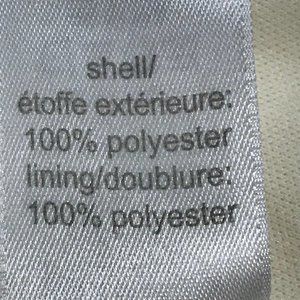 shell/
étoffe extérieure:
100% polyester
lining/doublure:
100% polyester